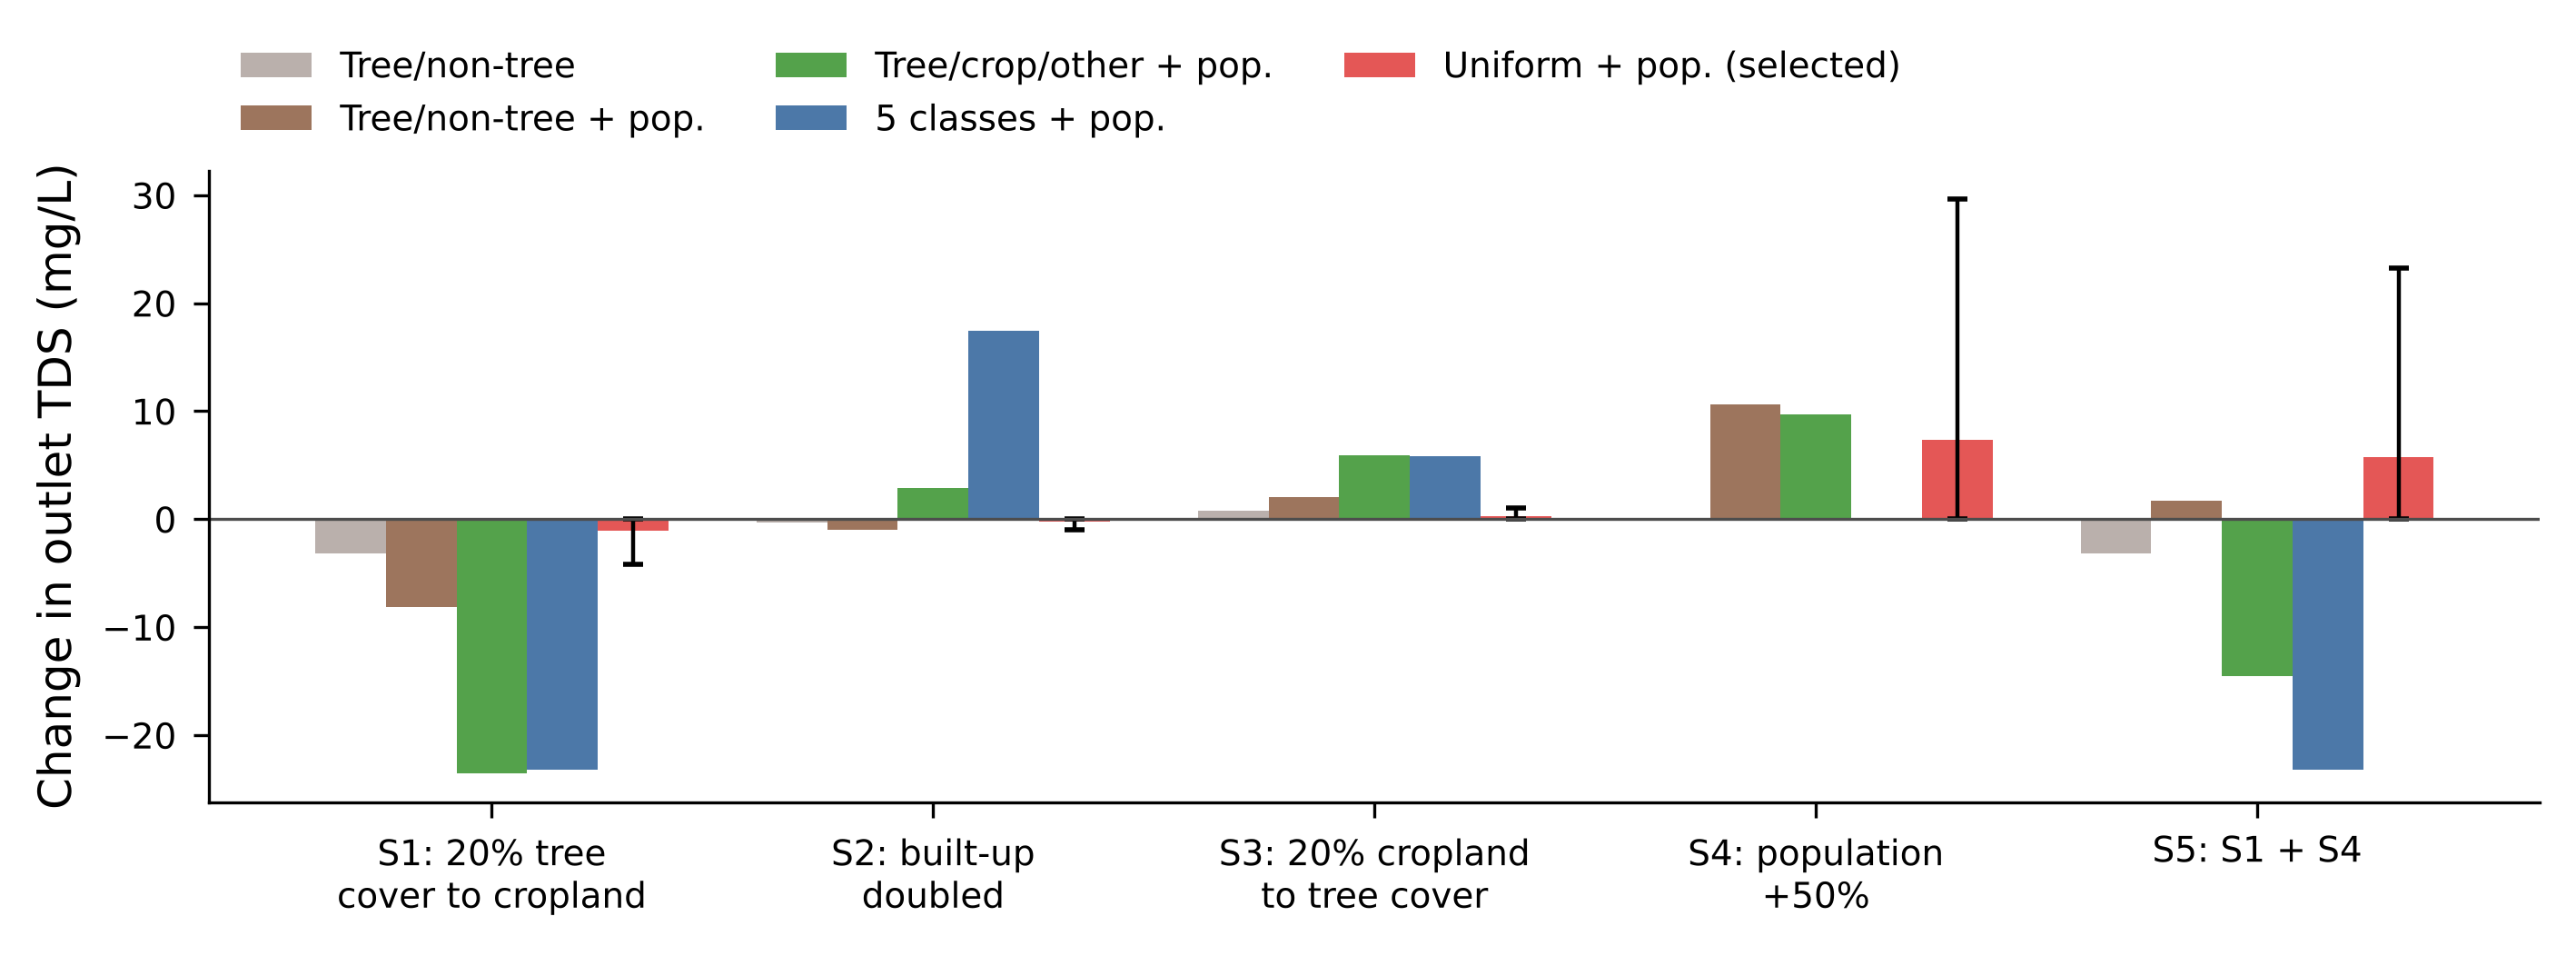 Tree/non-tree
Tree/non-tree + pop.
Tree/crop/other + pop.
5 classes + pop.
Uniform + pop. (selected)
Change in outlet TDS (mg/L)
30
20
10
0
−10
−20
S1: 20% tree
cover to cropland
S2: built-up
doubled
S3: 20% cropland
to tree cover
S4: population
+50%
S5: S1 + S4